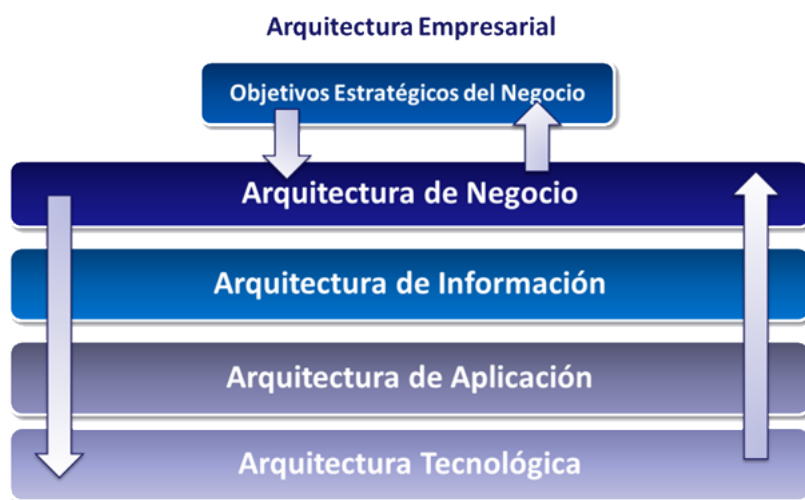 Arquitectura Empresarial
Objetivos Estratégicos del Negocio
Arquitectura de Negocio
Arquitectura de Información
Arquitectura de Aplicación
Arquitectura Tecnológica